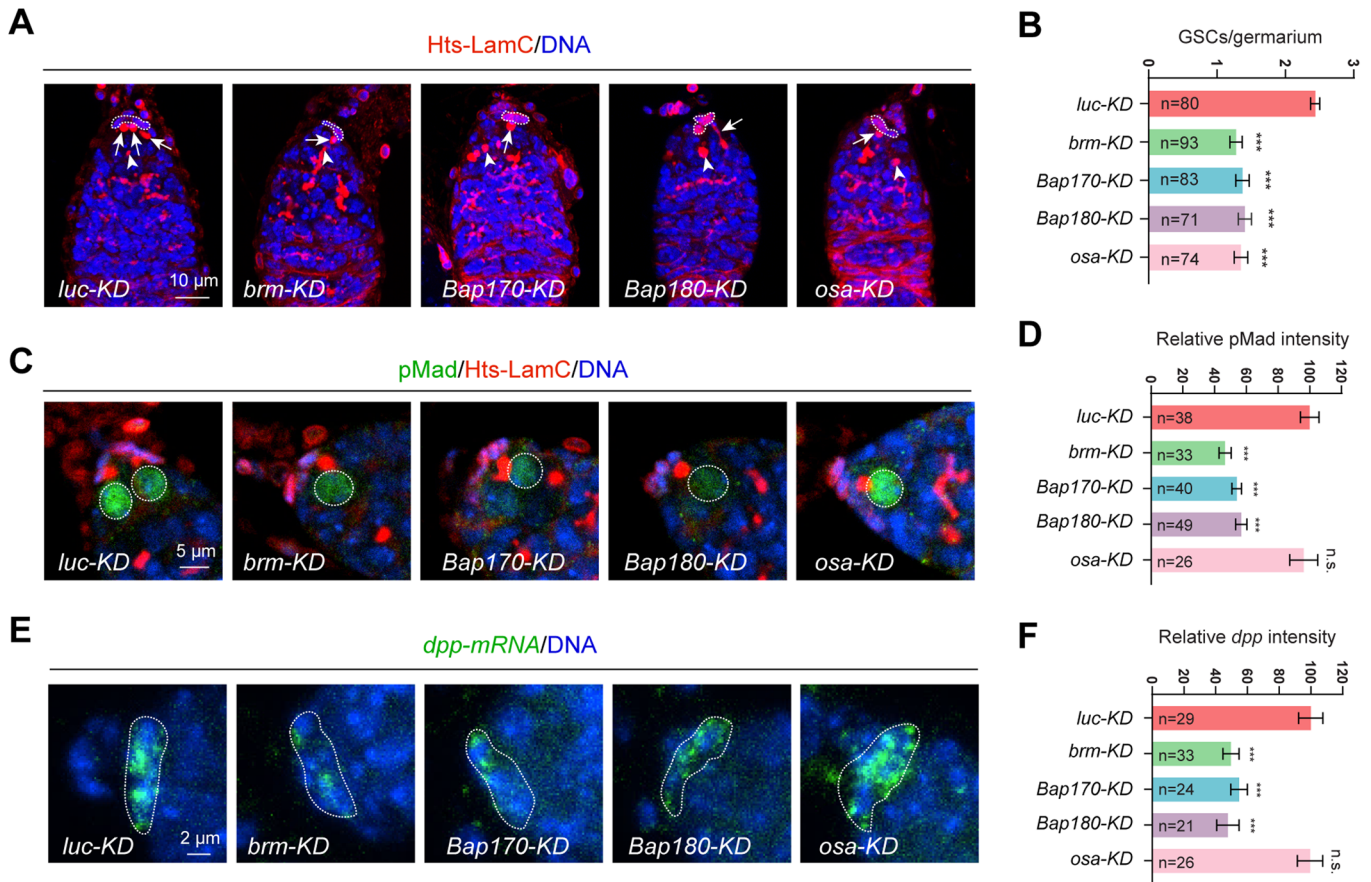 A
Hts-LamC/DNA
luc-KD
10 µm
brm-KD
Bap170-KD
Bap180-KD
osa-KD
B
GSCs/germarium
0 1 2 3
luc-KD n=80
brm-KD n=93 ***
Bap170-KD n=83 ***
Bap180-KD n=71 ***
osa-KD n=74 ***
C
pMad/Hts-LamC/DNA
luc-KD
5 µm
brm-KD
Bap170-KD
Bap180-KD
osa-KD
D
Relative pMad intensity
0 20 40 60 80 100 120
luc-KD n=38
brm-KD n=33 ***
Bap170-KD n=40 ***
Bap180-KD n=49 ***
osa-KD n=26 n.s.
E
dpp-mRNA/DNA
luc-KD
2 µm
brm-KD
Bap170-KD
Bap180-KD
osa-KD
F
Relative dpp intensity
0 20 40 60 80 100 120
luc-KD n=29
brm-KD n=33 ***
Bap170-KD n=24 ***
Bap180-KD n=21 ***
osa-KD n=26 n.s.